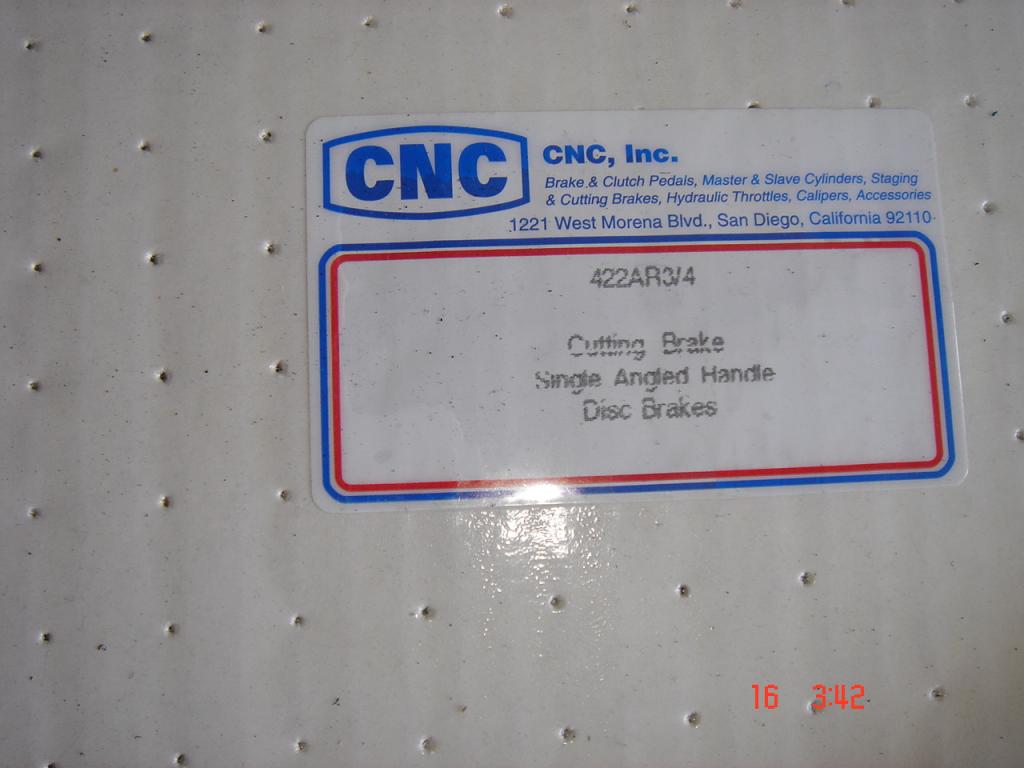 CNC
CNC, Inc.
Brake & Clutch Pedals, Master & Slave Cylinders, Staging
& Cutting Brakes, Hydraulic Throttles, Calipers, Accessories
1221 West Morena Blvd., San Diego, California 92110
422AR3/4
Cutting Brake
Single Angled Handle
Disc Brakes
16 3:42